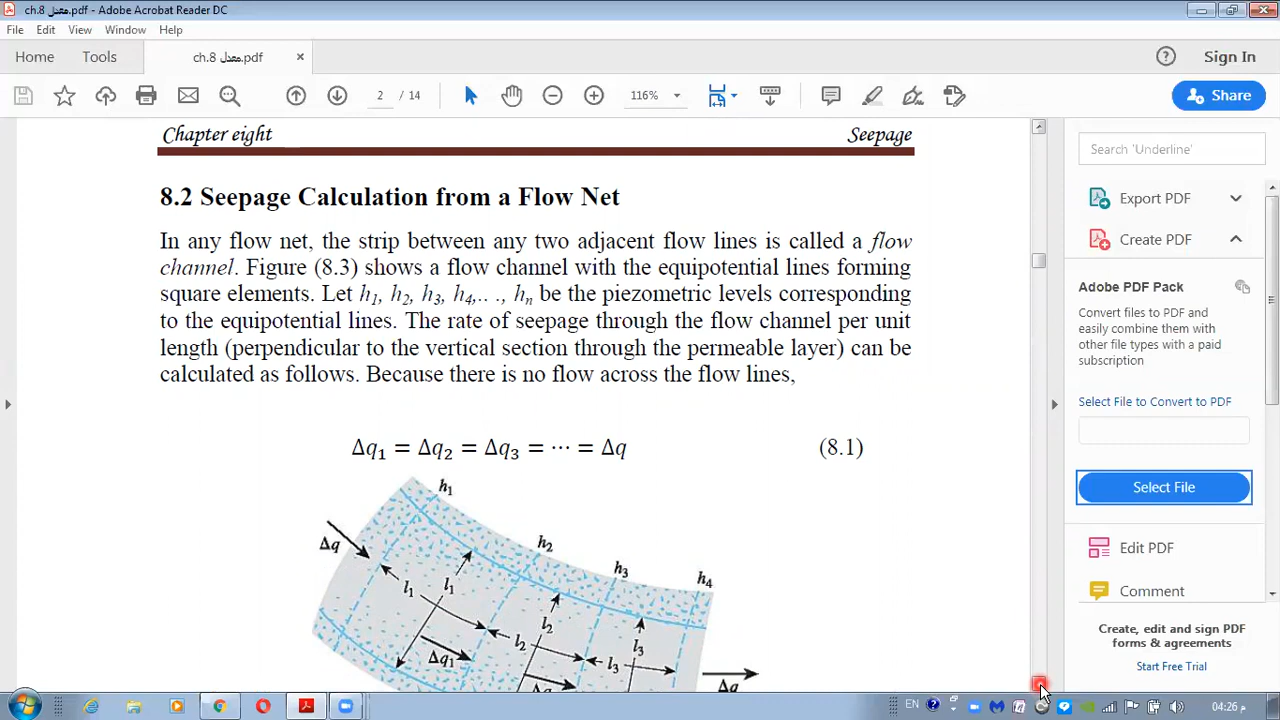 ch.8 معدل.pdf - Adobe Acrobat Reader DC
File Edit View Window Help
Home Tools ch.8 معدل.pdf × Sign In
2 / 14 116% Share
Chapter eight Seepage
8.2 Seepage Calculation from a Flow Net
In any flow net, the strip between any two adjacent flow lines is called a flow
channel. Figure (8.3) shows a flow channel with the equipotential lines forming
square elements. Let h₁, h₂, h₃, h₄,.. ., hₙ be the piezometric levels corresponding
to the equipotential lines. The rate of seepage through the flow channel per unit
length (perpendicular to the vertical section through the permeable layer) can be
calculated as follows. Because there is no flow across the flow lines,
Δq₁ = Δq₂ = Δq₃ = ⋯ = Δq (8.1)
h₁
h₂
h₃
h₄
Δq
l₁ l₁
l₂
l₂
l₃
l₃
Δq₁
Δq
Search 'Underline'
Export PDF
Create PDF
Adobe PDF Pack
Convert files to PDF and
easily combine them with
other file types with a paid
subscription
Select File to Convert to PDF
Select File
Edit PDF
Comment
Create, edit and sign PDF
forms & agreements
Start Free Trial
EN 04:26 م